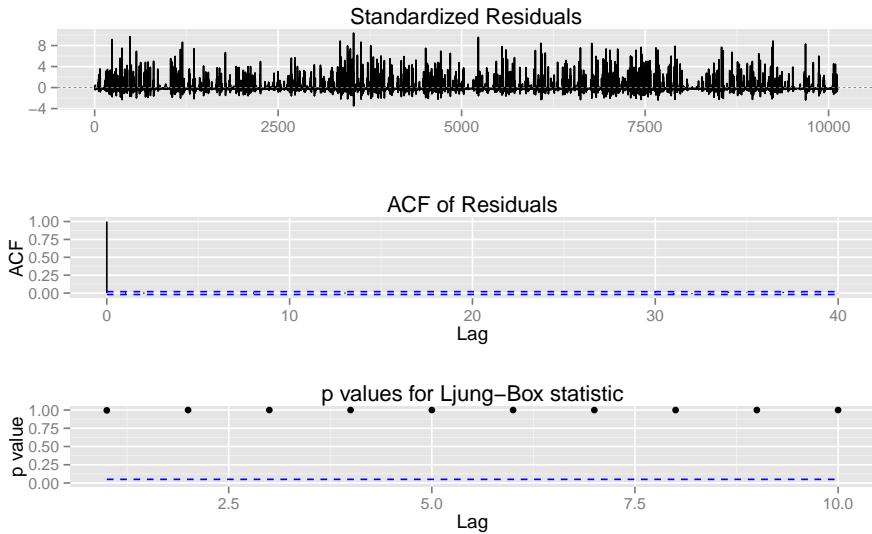 Standardized Residuals
8
4
0
−4
0 2500 5000 7500 10000
ACF of Residuals
ACF
1.00
0.75
0.50
0.25
0.00
0 10 20 30 40
Lag
p values for Ljung−Box statistic
p value
1.00
0.75
0.50
0.25
0.00
2.5 5.0 7.5 10.0
Lag